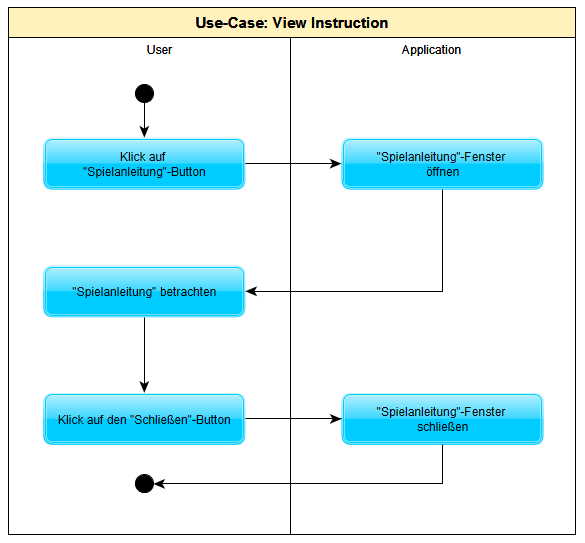 Use-Case: View Instruction
User
Application
Klick auf
"Spielanleitung"-Button
"Spielanleitung"-Fenster
öffnen
"Spielanleitung" betrachten
Klick auf den "Schließen"-Button
"Spielanleitung"-Fenster
schließen